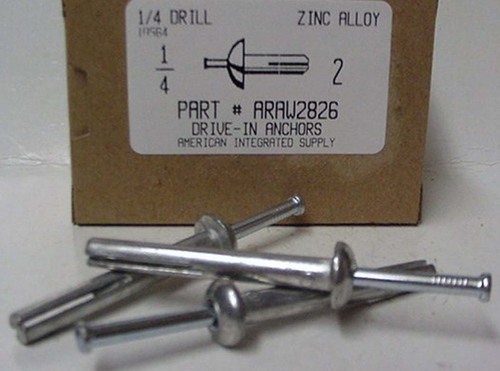 1/4 DRILL ZINC ALLOY
19564
1/4 2
PART # ARAW2826
DRIVE-IN ANCHORS
AMERICAN INTEGRATED SUPPLY